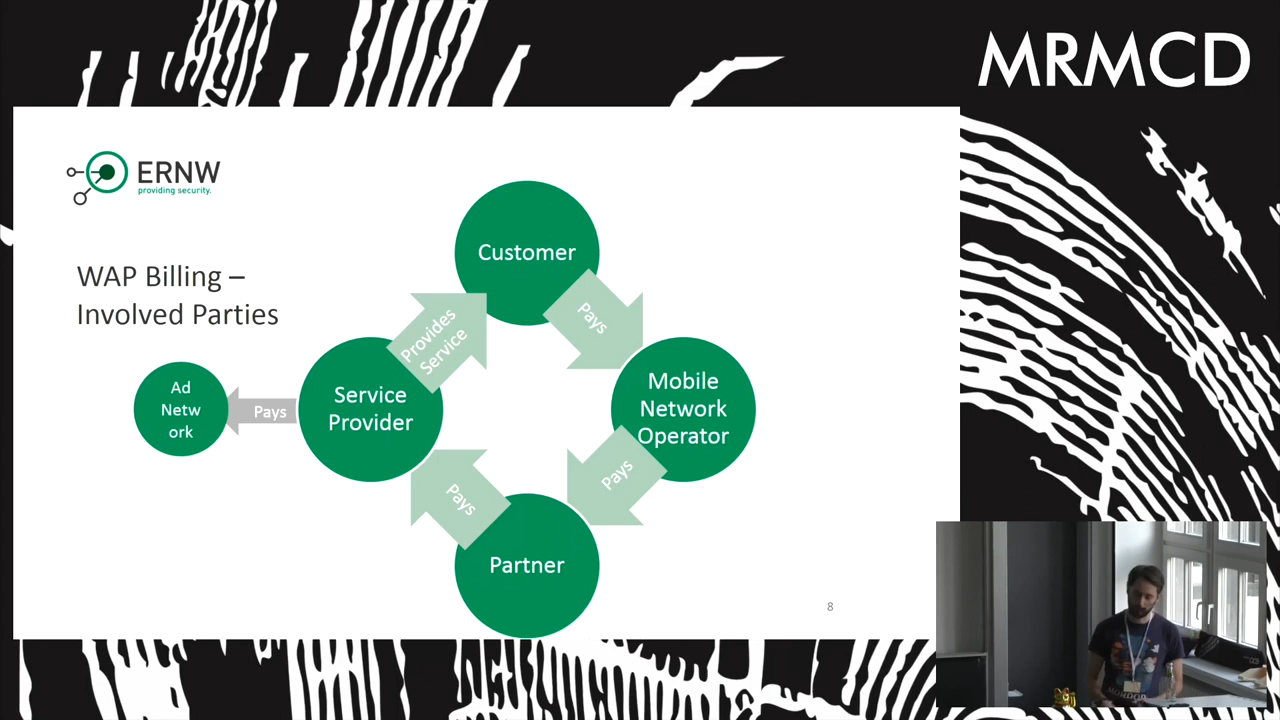 MRMCD
ERNW
providing security.
WAP Billing –
Involved Parties
Customer
Pays
Provides
Service
Mobile
Network
Operator
Service
Provider
Ad
Netw
ork
Pays
Pays
Pays
Partner
8
MORDOR